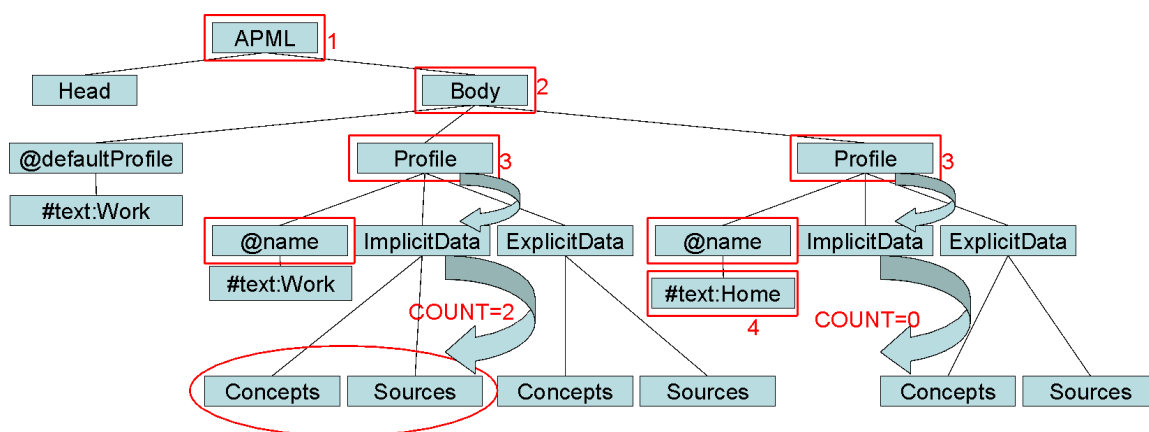 APML
1
Head
Body
2
@defaultProfile
Profile
3
Profile
3
#text:Work
@name
ImplicitData
ExplicitData
@name
ImplicitData
ExplicitData
#text:Work
#text:Home
COUNT=2
4
COUNT=0
Concepts
Sources
Concepts
Sources
Concepts
Sources